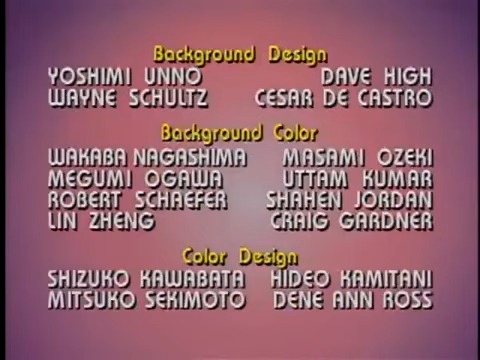 Background Design
YOSHIMI UNNO DAVE HIGH
WAYNE SCHULTZ CESAR DE CASTRO
Background Color
WAKABA NAGASHIMA MASAMI OZEKI
MEGUMI OGAWA UTTAM KUMAR
ROBERT SCHAEFER SHAHEN JORDAN
LIN ZHENG CRAIG GARDNER
Color Design
SHIZUKO KAWABATA HIDEO KAMITANI
MITSUKO SEKIMOTO DENE ANN ROSS